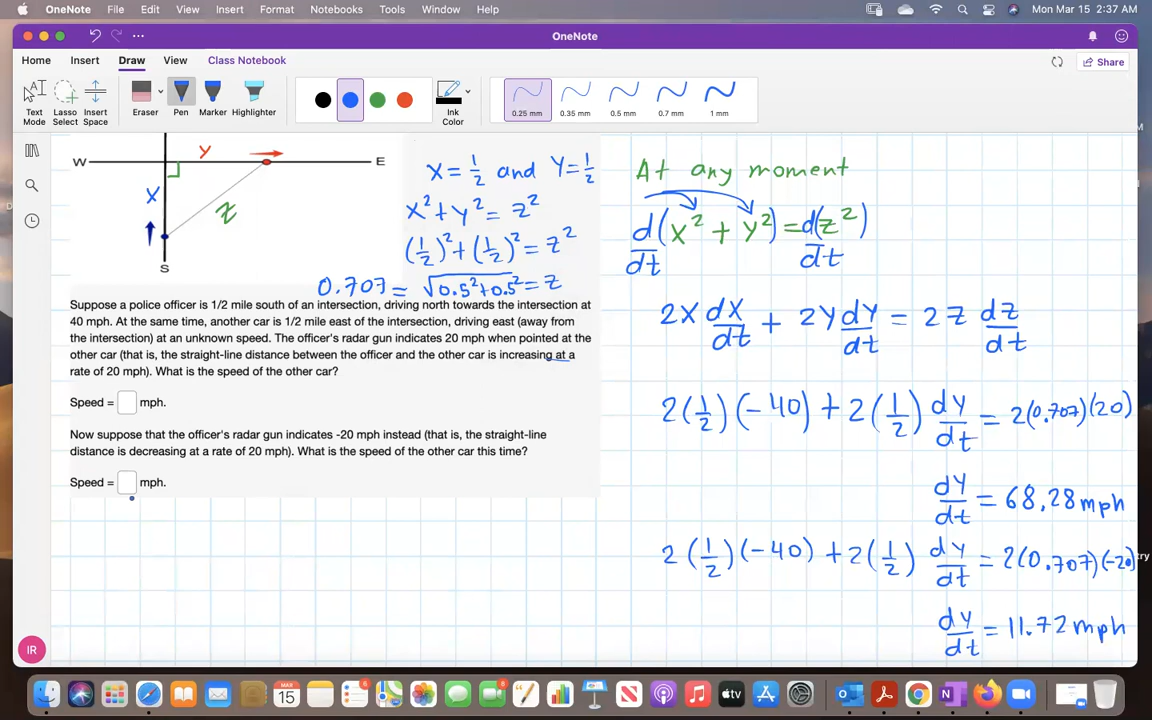 OneNote File Edit View Insert Format Notebooks Tools Window Help Mon Mar 15 2:37 AM
OneNote
Home Insert Draw View Class Notebook Share
Text Mode Lasso Select Insert Space Eraser Pen Marker Highlighter Ink Color 0.25 mm 0.35 mm 0.5 mm 0.7 mm 1 mm
W Y E
X
Z
S
X = 1/2 and Y = 1/2
X² + Y² = Z²
(1/2)² + (1/2)² = Z²
0.707 = √0.5²+0.5² = Z
Suppose a police officer is 1/2 mile south of an intersection, driving north towards the intersection at
40 mph. At the same time, another car is 1/2 mile east of the intersection, driving east (away from
the intersection) at an unknown speed. The officer's radar gun indicates 20 mph when pointed at the
other car (that is, the straight-line distance between the officer and the other car is increasing at a
rate of 20 mph). What is the speed of the other car?
Speed = mph.
Now suppose that the officer's radar gun indicates -20 mph instead (that is, the straight-line
distance is decreasing at a rate of 20 mph). What is the speed of the other car this time?
Speed = mph.
At any moment
d/dt (X² + Y²) = d/dt (Z²)
2X dX/dt + 2Y dY/dt = 2Z dZ/dt
2(1/2)(-40) + 2(1/2) dY/dt = 2(0.707)(20)
dY/dt = 68.28 mph
2(1/2)(-40) + 2(1/2) dY/dt = 2(0.707)(-20)
dY/dt = 11.72 mph
IR
MAR
15
tv